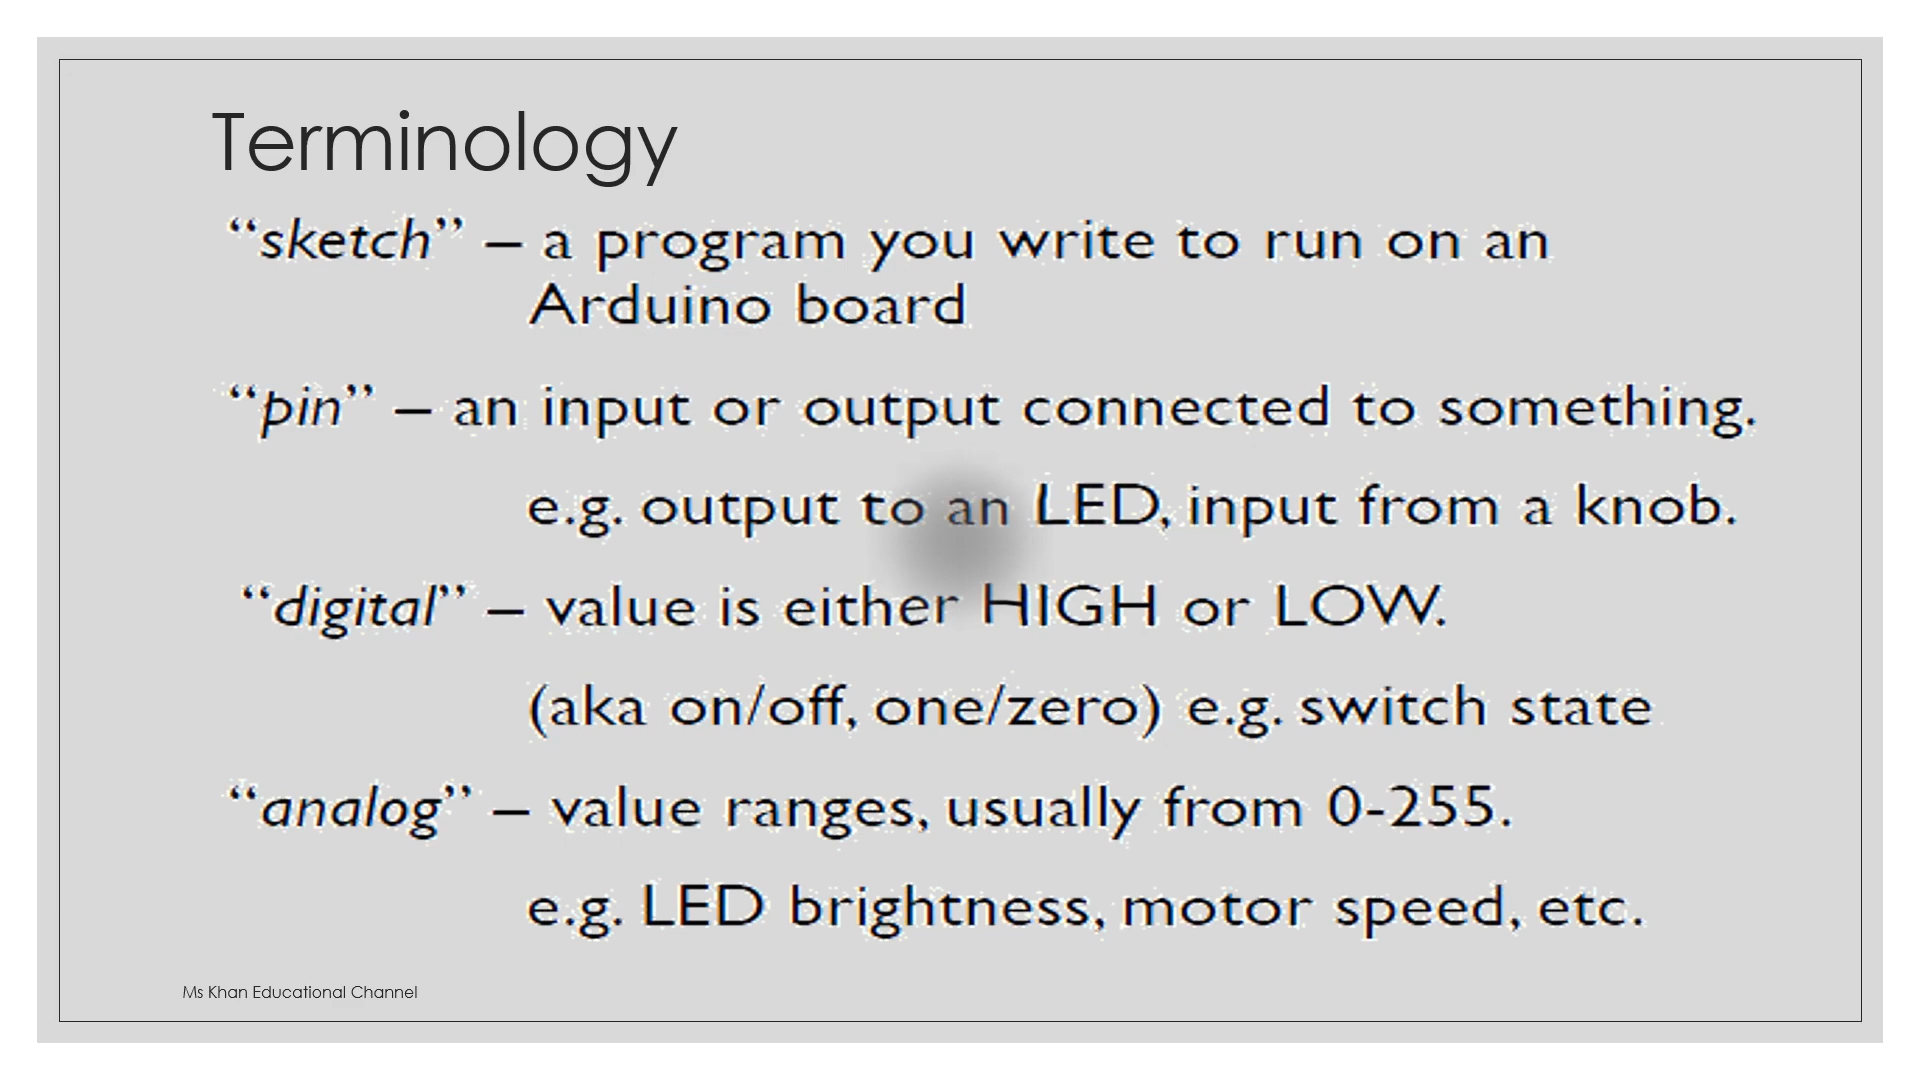 Terminology
“sketch” – a program you write to run on an
Arduino board
“pin” – an input or output connected to something.
e.g. output to an LED, input from a knob.
“digital” – value is either HIGH or LOW.
(aka on/off, one/zero) e.g. switch state
“analog” – value ranges, usually from 0-255.
e.g. LED brightness, motor speed, etc.
Ms Khan Educational Channel